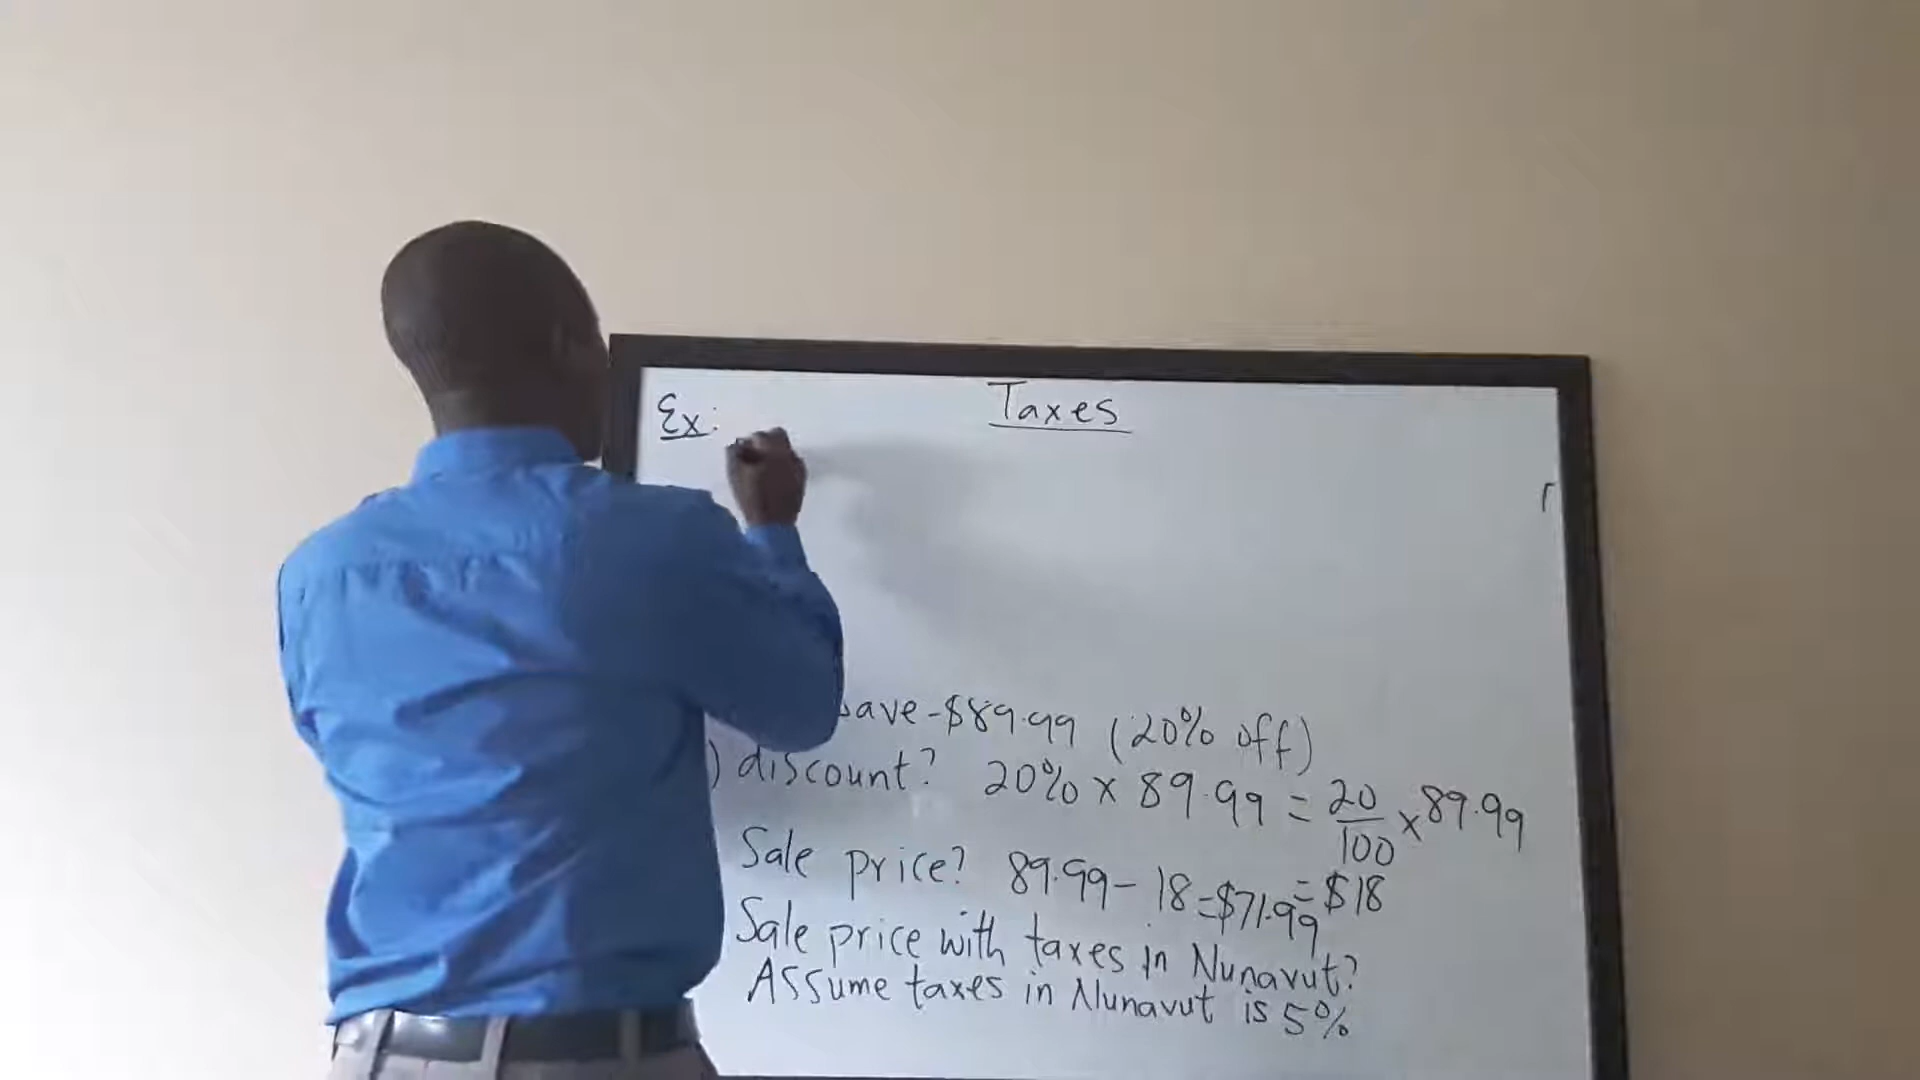 Taxes
Ex:
-$89.99 (20% off)
) discount? 20% x 89.99 = 20/100 x 89.99
= $18
Sale price? 89.99 - 18 = $71.99
Sale price with taxes in Nunavut?
Assume taxes in Nunavut is 5%